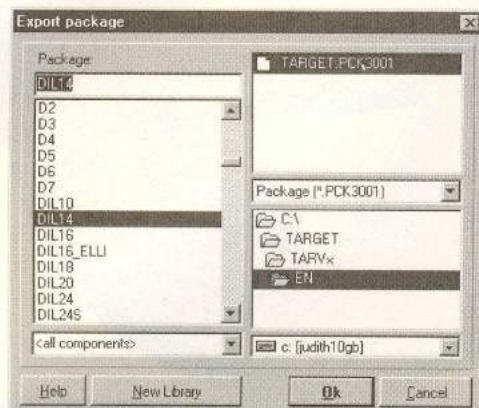 Export package
Package:
DIL14
D2
D3
D4
D5
D6
D7
DIL10
DIL14
DIL16
DIL16_ELLI
DIL18
DIL20
DIL24
DIL24S
<all components>
TARGET.PCK3001
Package (*.PCK3001)
C:\
TARGET
TARVx
EN
c: [judith10gb]
Help
New Library
Ok
Cancel